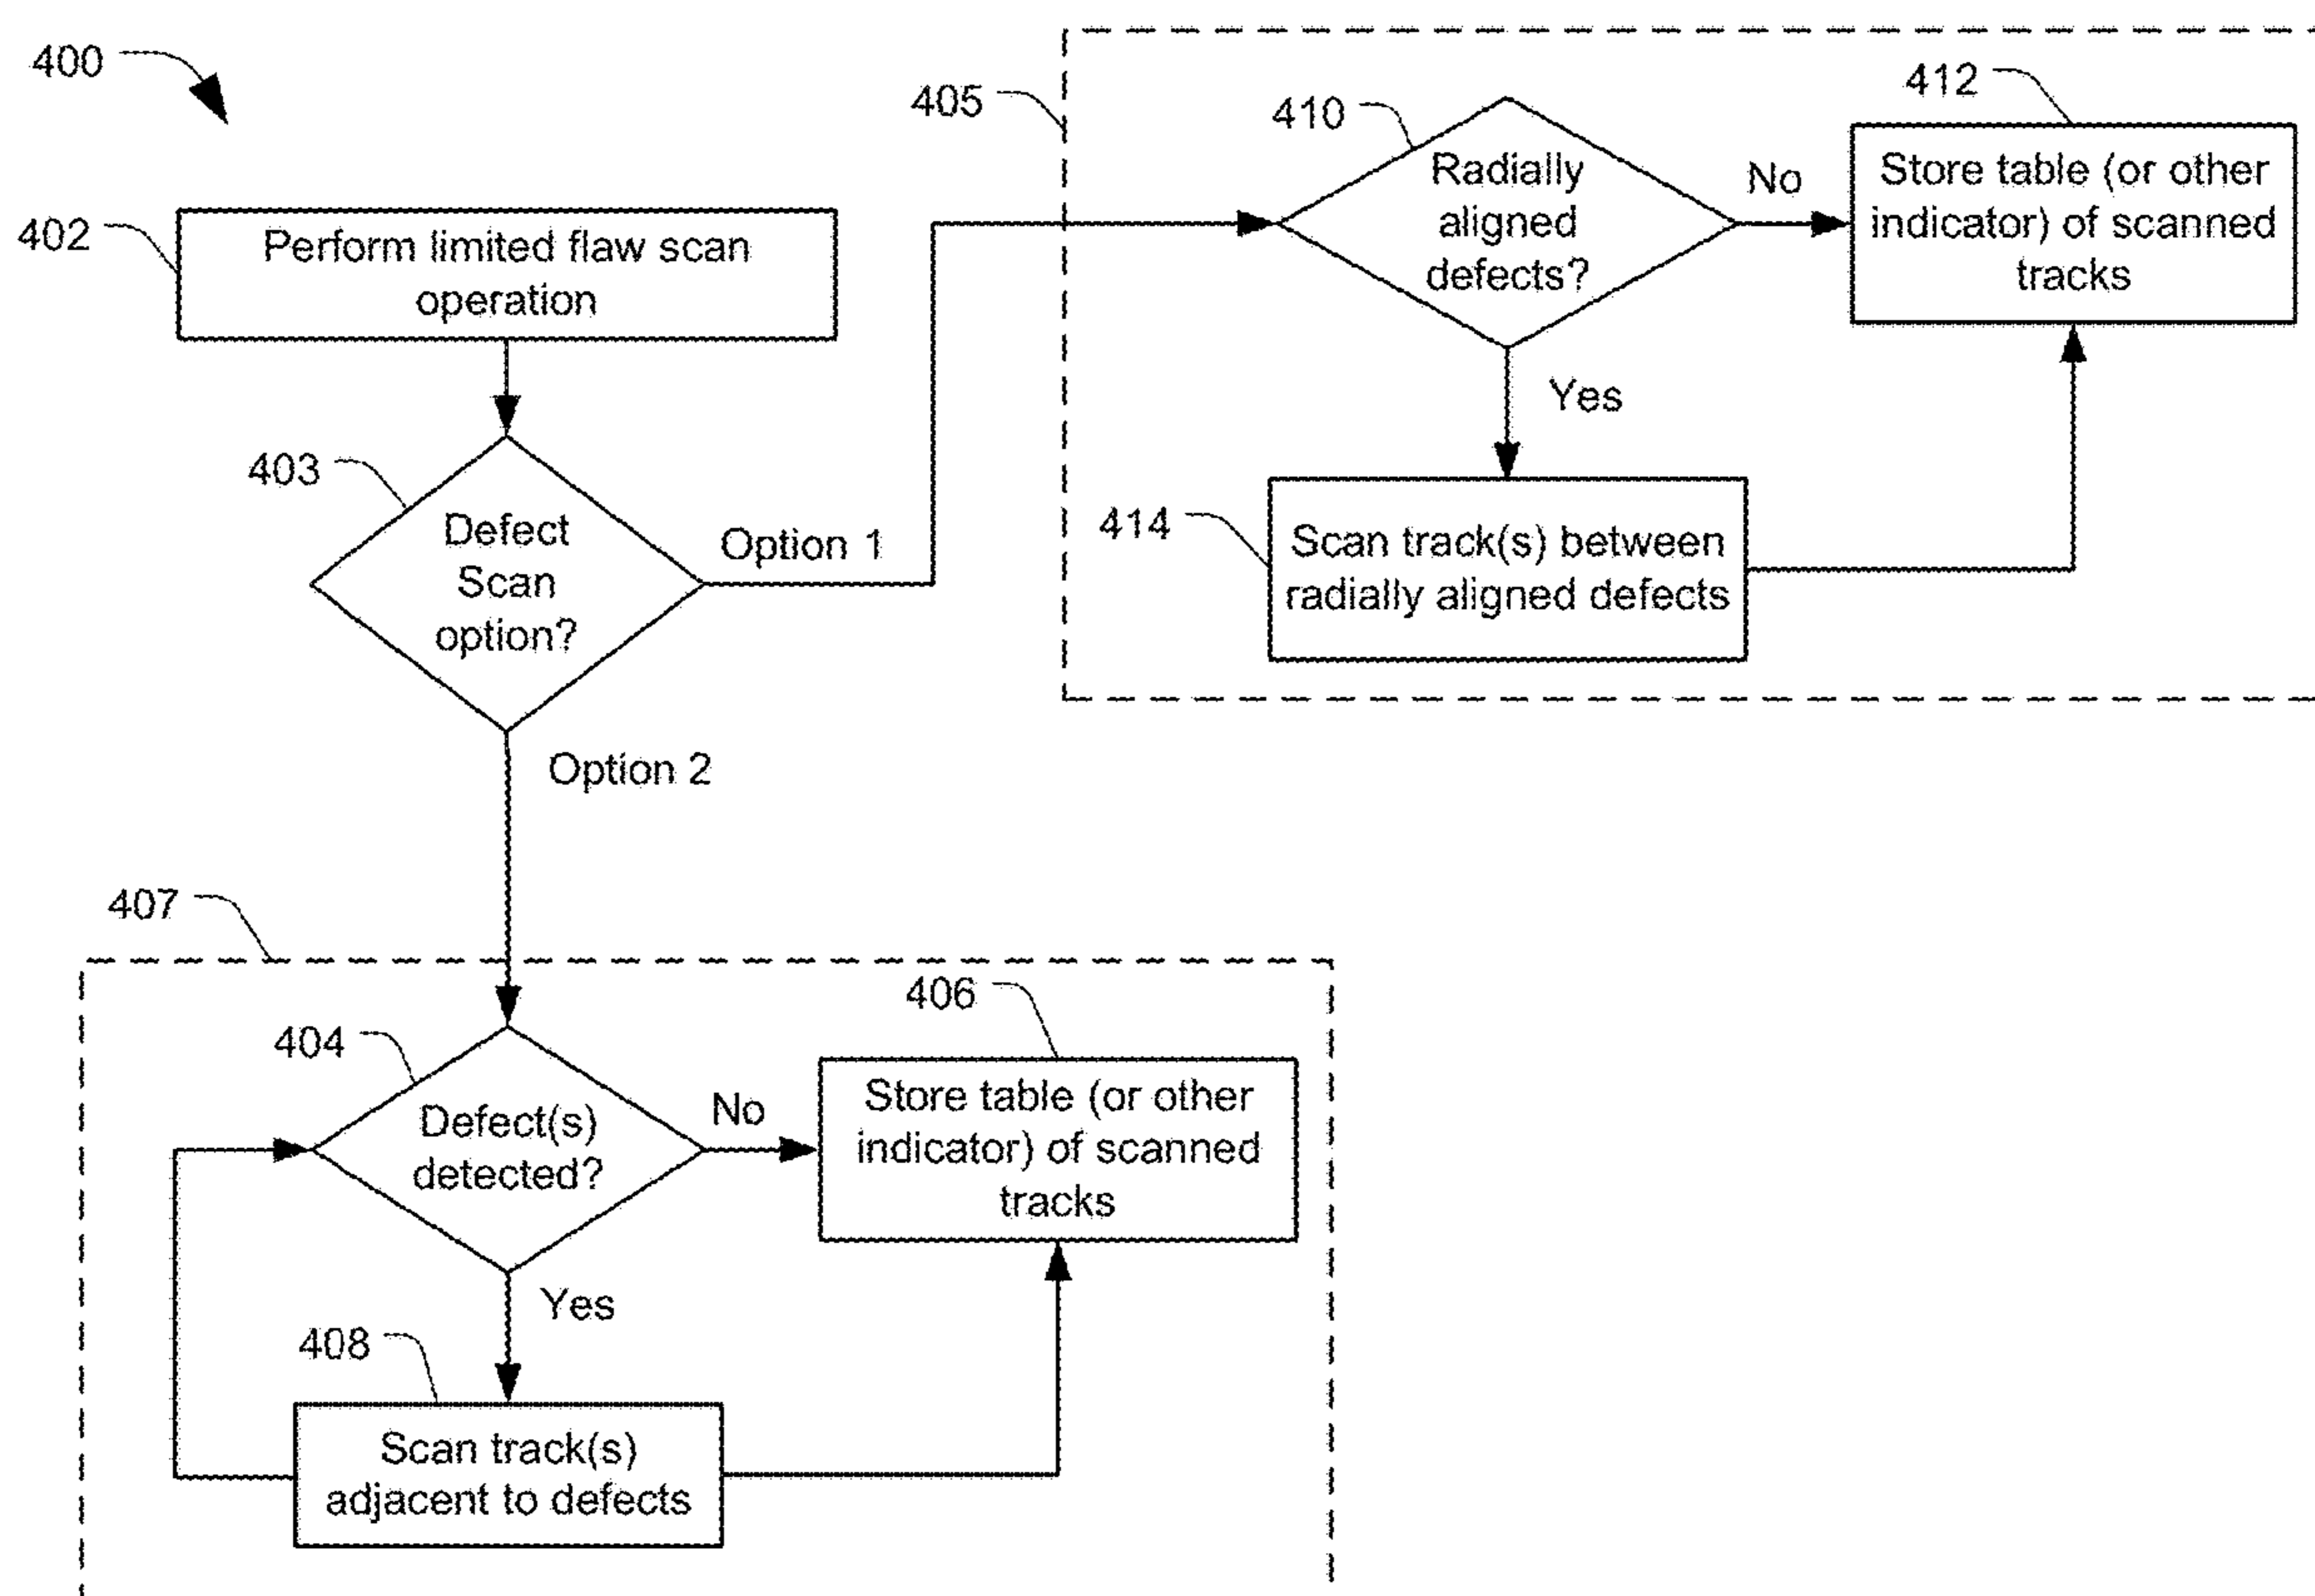 400
402
Perform limited flaw scan
operation
403
Defect
Scan
option?
Option 1
Option 2
405
410
Radially
aligned
defects?
No
412
Store table (or other
indicator) of scanned
tracks
Yes
414
Scan track(s) between
radially aligned defects
407
404
Defect(s)
detected?
No
406
Store table (or other
indicator) of scanned
tracks
Yes
408
Scan track(s)
adjacent to defects